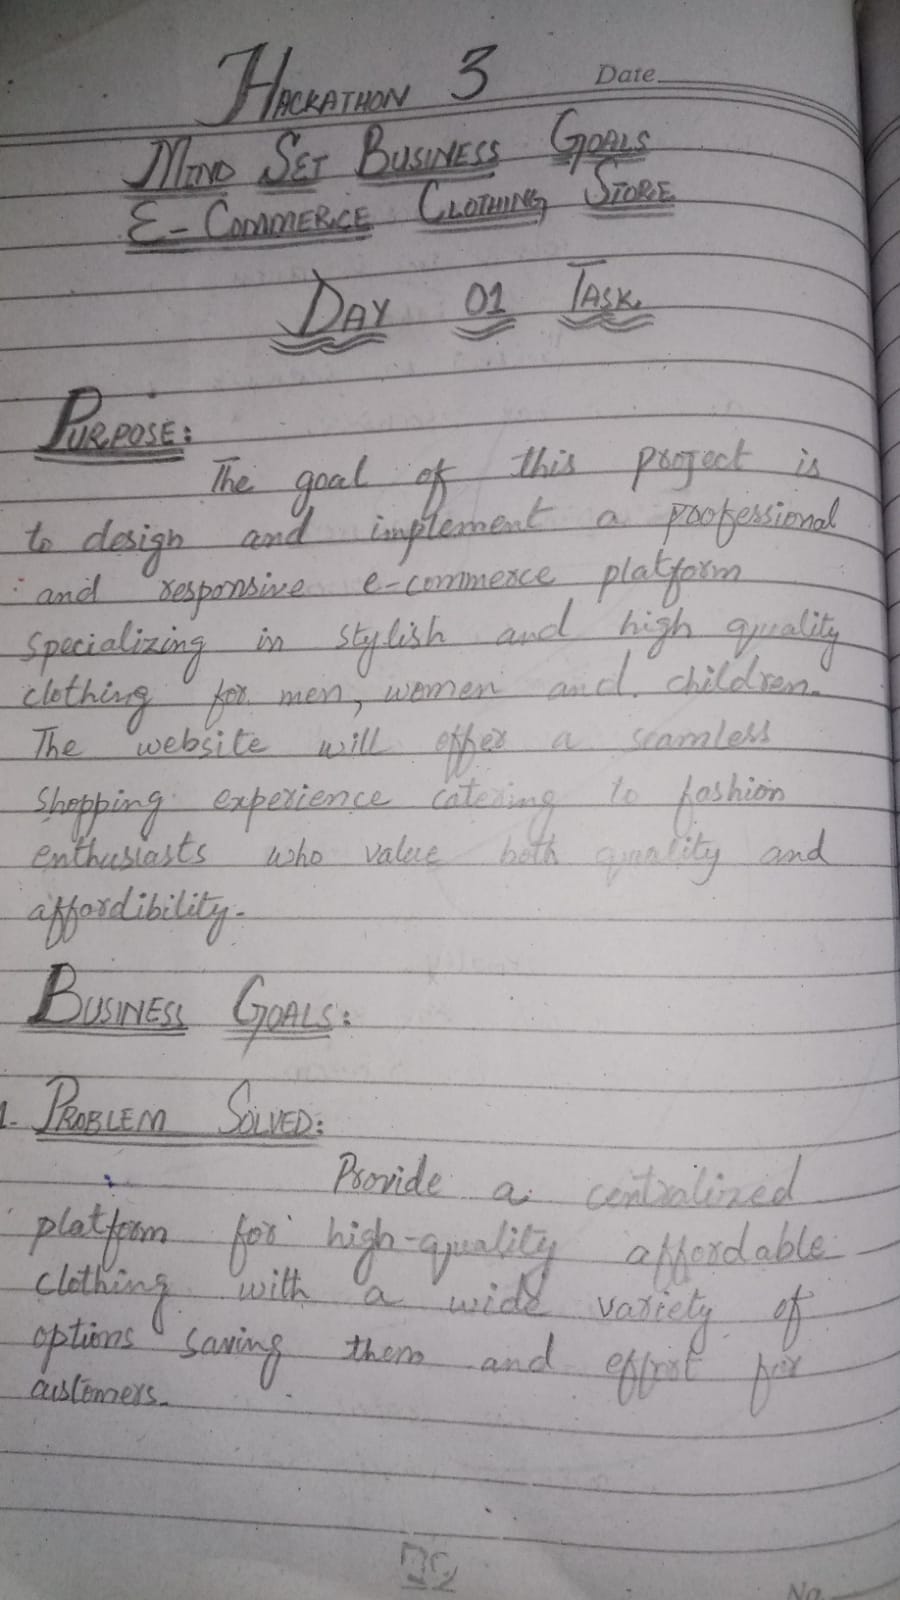 HACKATHON 3 Date
MIND SET BUSINESS GOALS
E-COMMERCE CLOTHING STORE
DAY 01 TASK
PURPOSE:
The goal of this project is
to design and implement a professional
and responsive e-commerce platform
specializing in stylish and high quality
clothing for men, women and children.
The website will offer a seamless
shopping experience catering to fashion
enthusiasts who value both quality and
affordibility.
BUSINESS GOALS:
1. PROBLEM SOLVED:
Provide a centralized
platform for high-quality affordable
clothing with a wide variety of
options saving them and effort for
customers.
No.